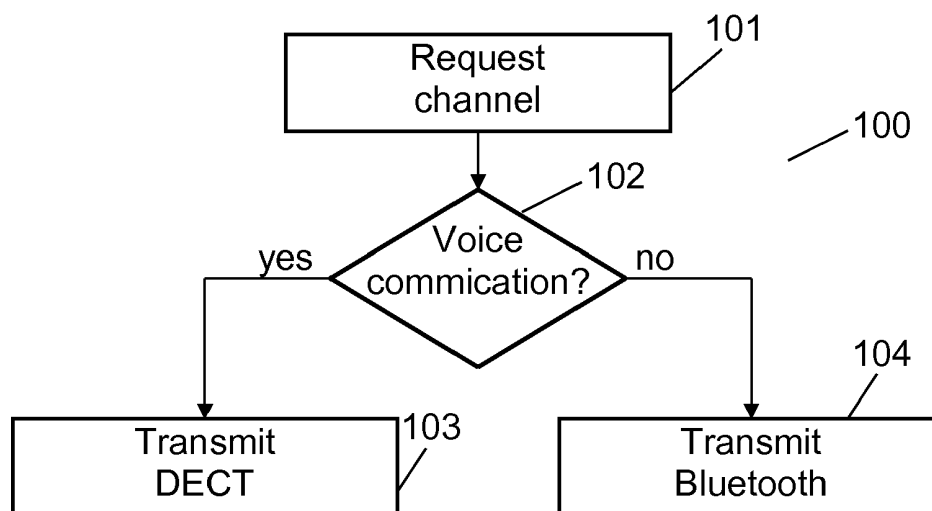 Request
channel
101
100
102
Voice
commication?
yes
no
Transmit
DECT
103
Transmit
Bluetooth
104